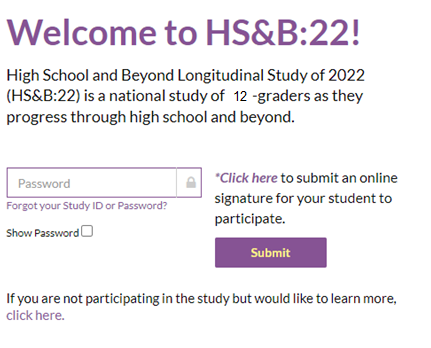 Welcome to HS&B:22!
High School and Beyond Longitudinal Study of 2022
(HS&B:22) is a national study of 12 -graders as they
progress through high school and beyond.
Password
Forgot your Study ID or Password?
Show Password
*Click here to submit an online
signature for your student to
participate.
Submit
If you are not participating in the study but would like to learn more,
click here.